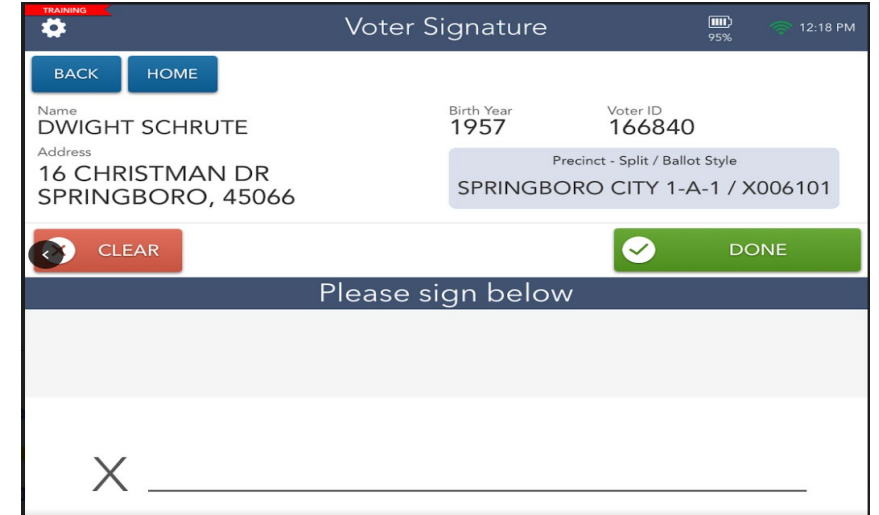 TRAINING
Voter Signature
95%
12:18 PM
BACK HOME
Name Birth Year Voter ID
DWIGHT SCHRUTE 1957 166840
Address
16 CHRISTMAN DR
SPRINGBORO, 45066
Precinct - Split / Ballot Style
SPRINGBORO CITY 1-A-1 / X006101
CLEAR DONE
Please sign below
X